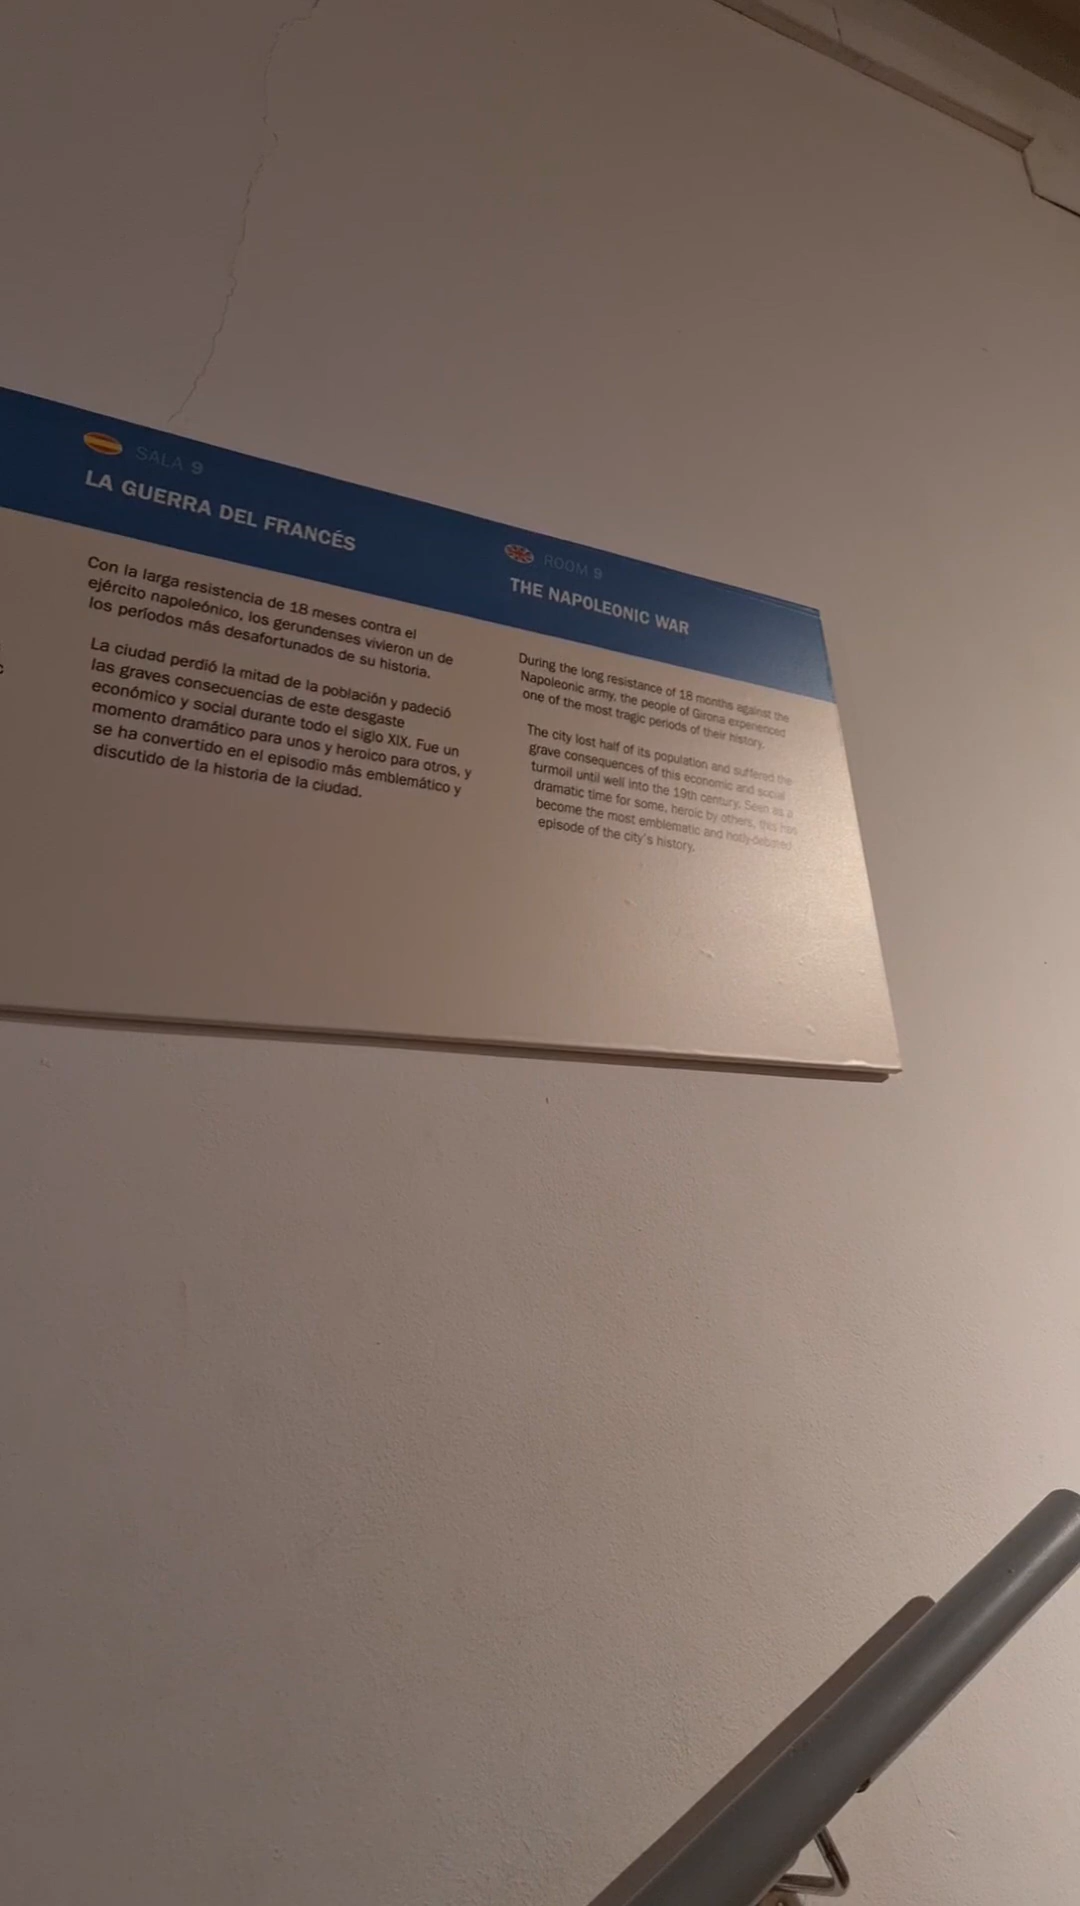 SALA 9
LA GUERRA DEL FRANCÉS
Con la larga resistencia de 18 meses contra el
ejército napoleónico, los gerundenses vivieron un de
los períodos más desafortunados de su historia.
La ciudad perdió la mitad de la población y padeció
las graves consecuencias de este desgaste
económico y social durante todo el siglo XIX. Fue un
momento dramático para unos y heroico para otros, y
se ha convertido en el episodio más emblemático y
discutido de la historia de la ciudad.
ROOM 9
THE NAPOLEONIC WAR
During the long resistance of 18 months against the
Napoleonic army, the people of Girona experienced
one of the most tragic periods of their history.
The city lost half of its population and suffered the
grave consequences of this economic and social
turmoil until well into the 19th century. Seen as a
dramatic time for some, heroic by others, this has
become the most emblematic and hotly-debated
episode of the city's history.